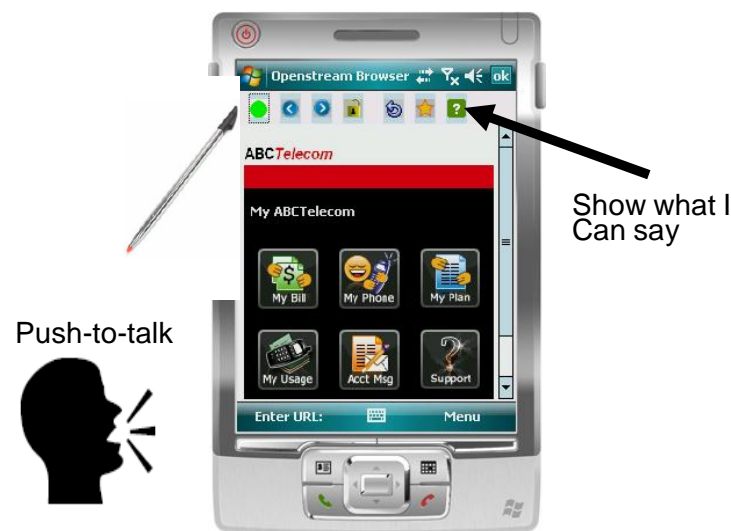 Openstream Browser ok
?
ABCTelecom
My ABCTelecom
Show what I
Can say
My Bill
My Phone
My Plan
Push-to-talk
My Usage
Acct Msg
Support
Enter URL:
Menu